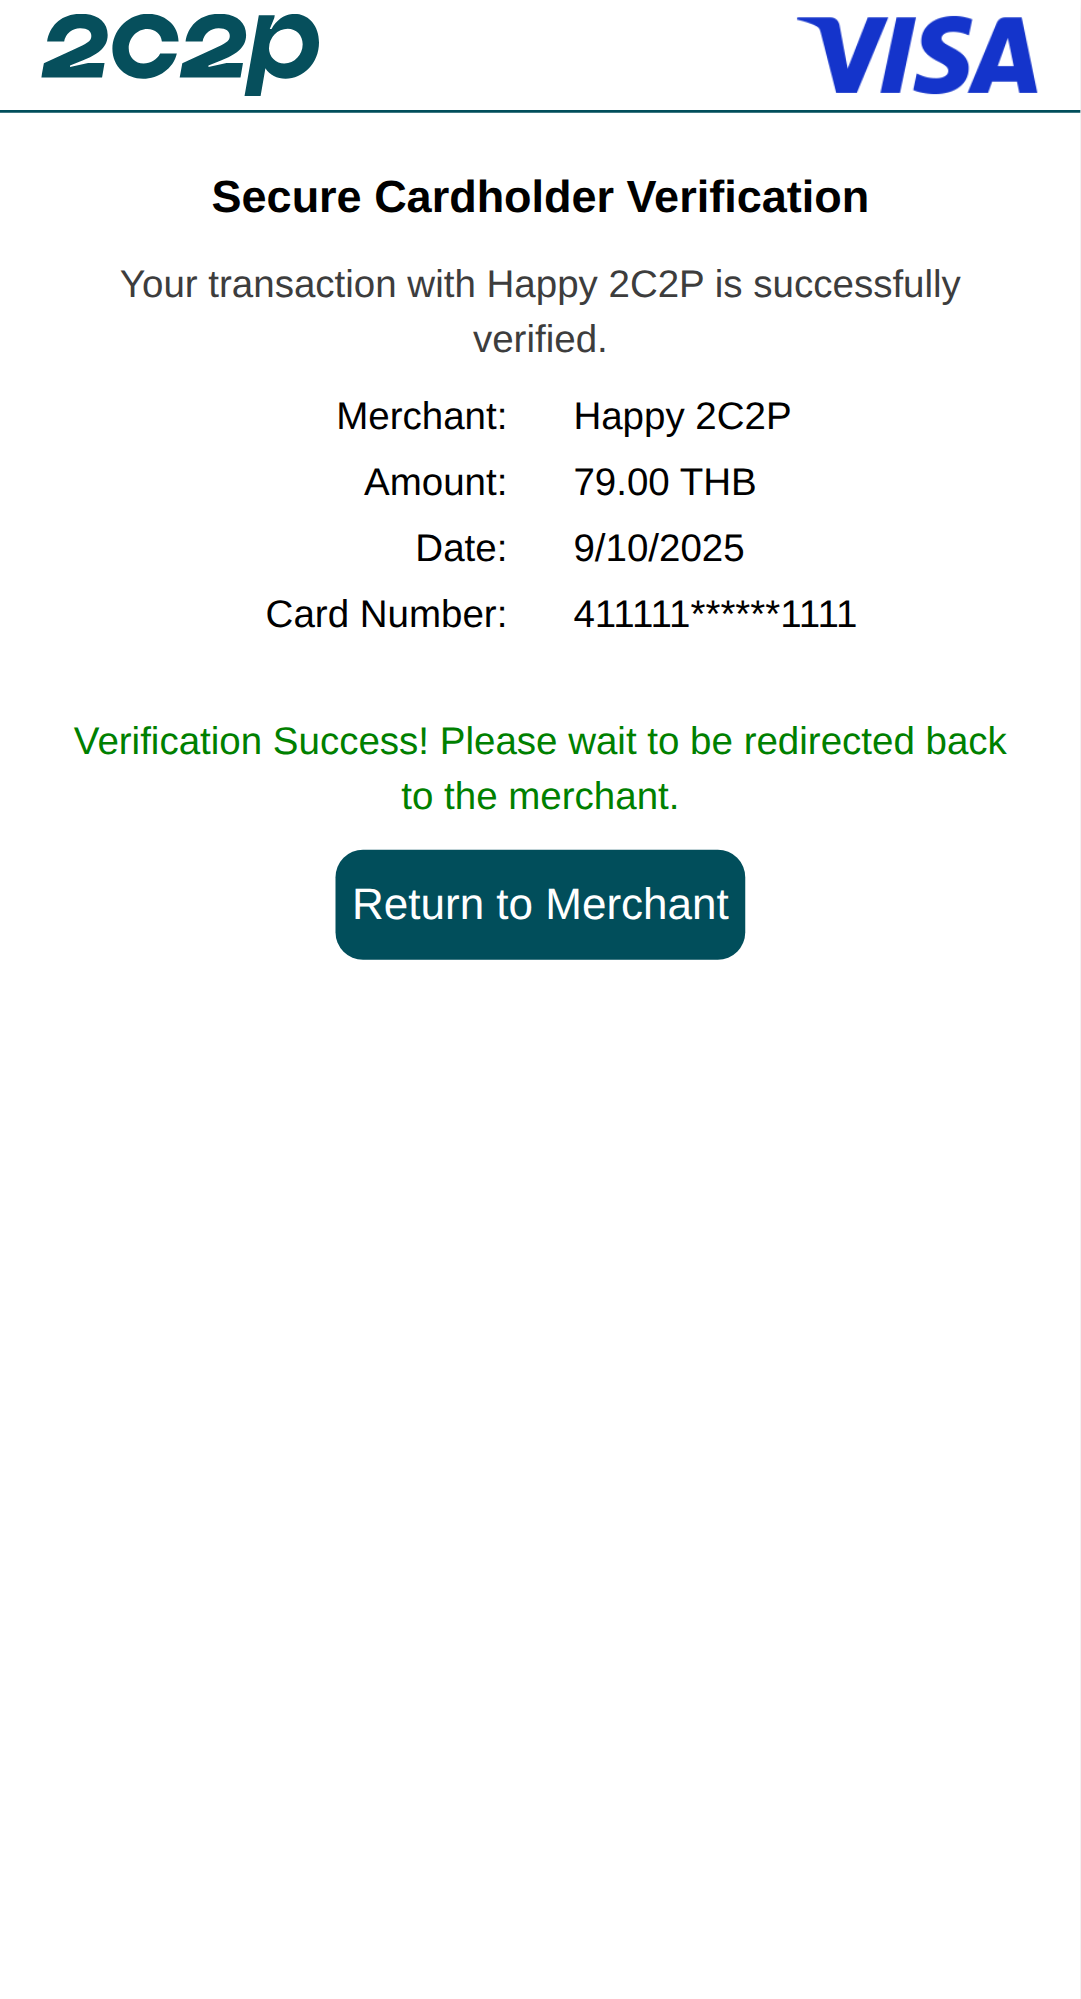 2c2p VISA
Secure Cardholder Verification
Your transaction with Happy 2C2P is successfully
verified.
Merchant: Happy 2C2P
Amount: 79.00 THB
Date: 9/10/2025
Card Number: 411111******1111
Verification Success! Please wait to be redirected back
to the merchant.
Return to Merchant